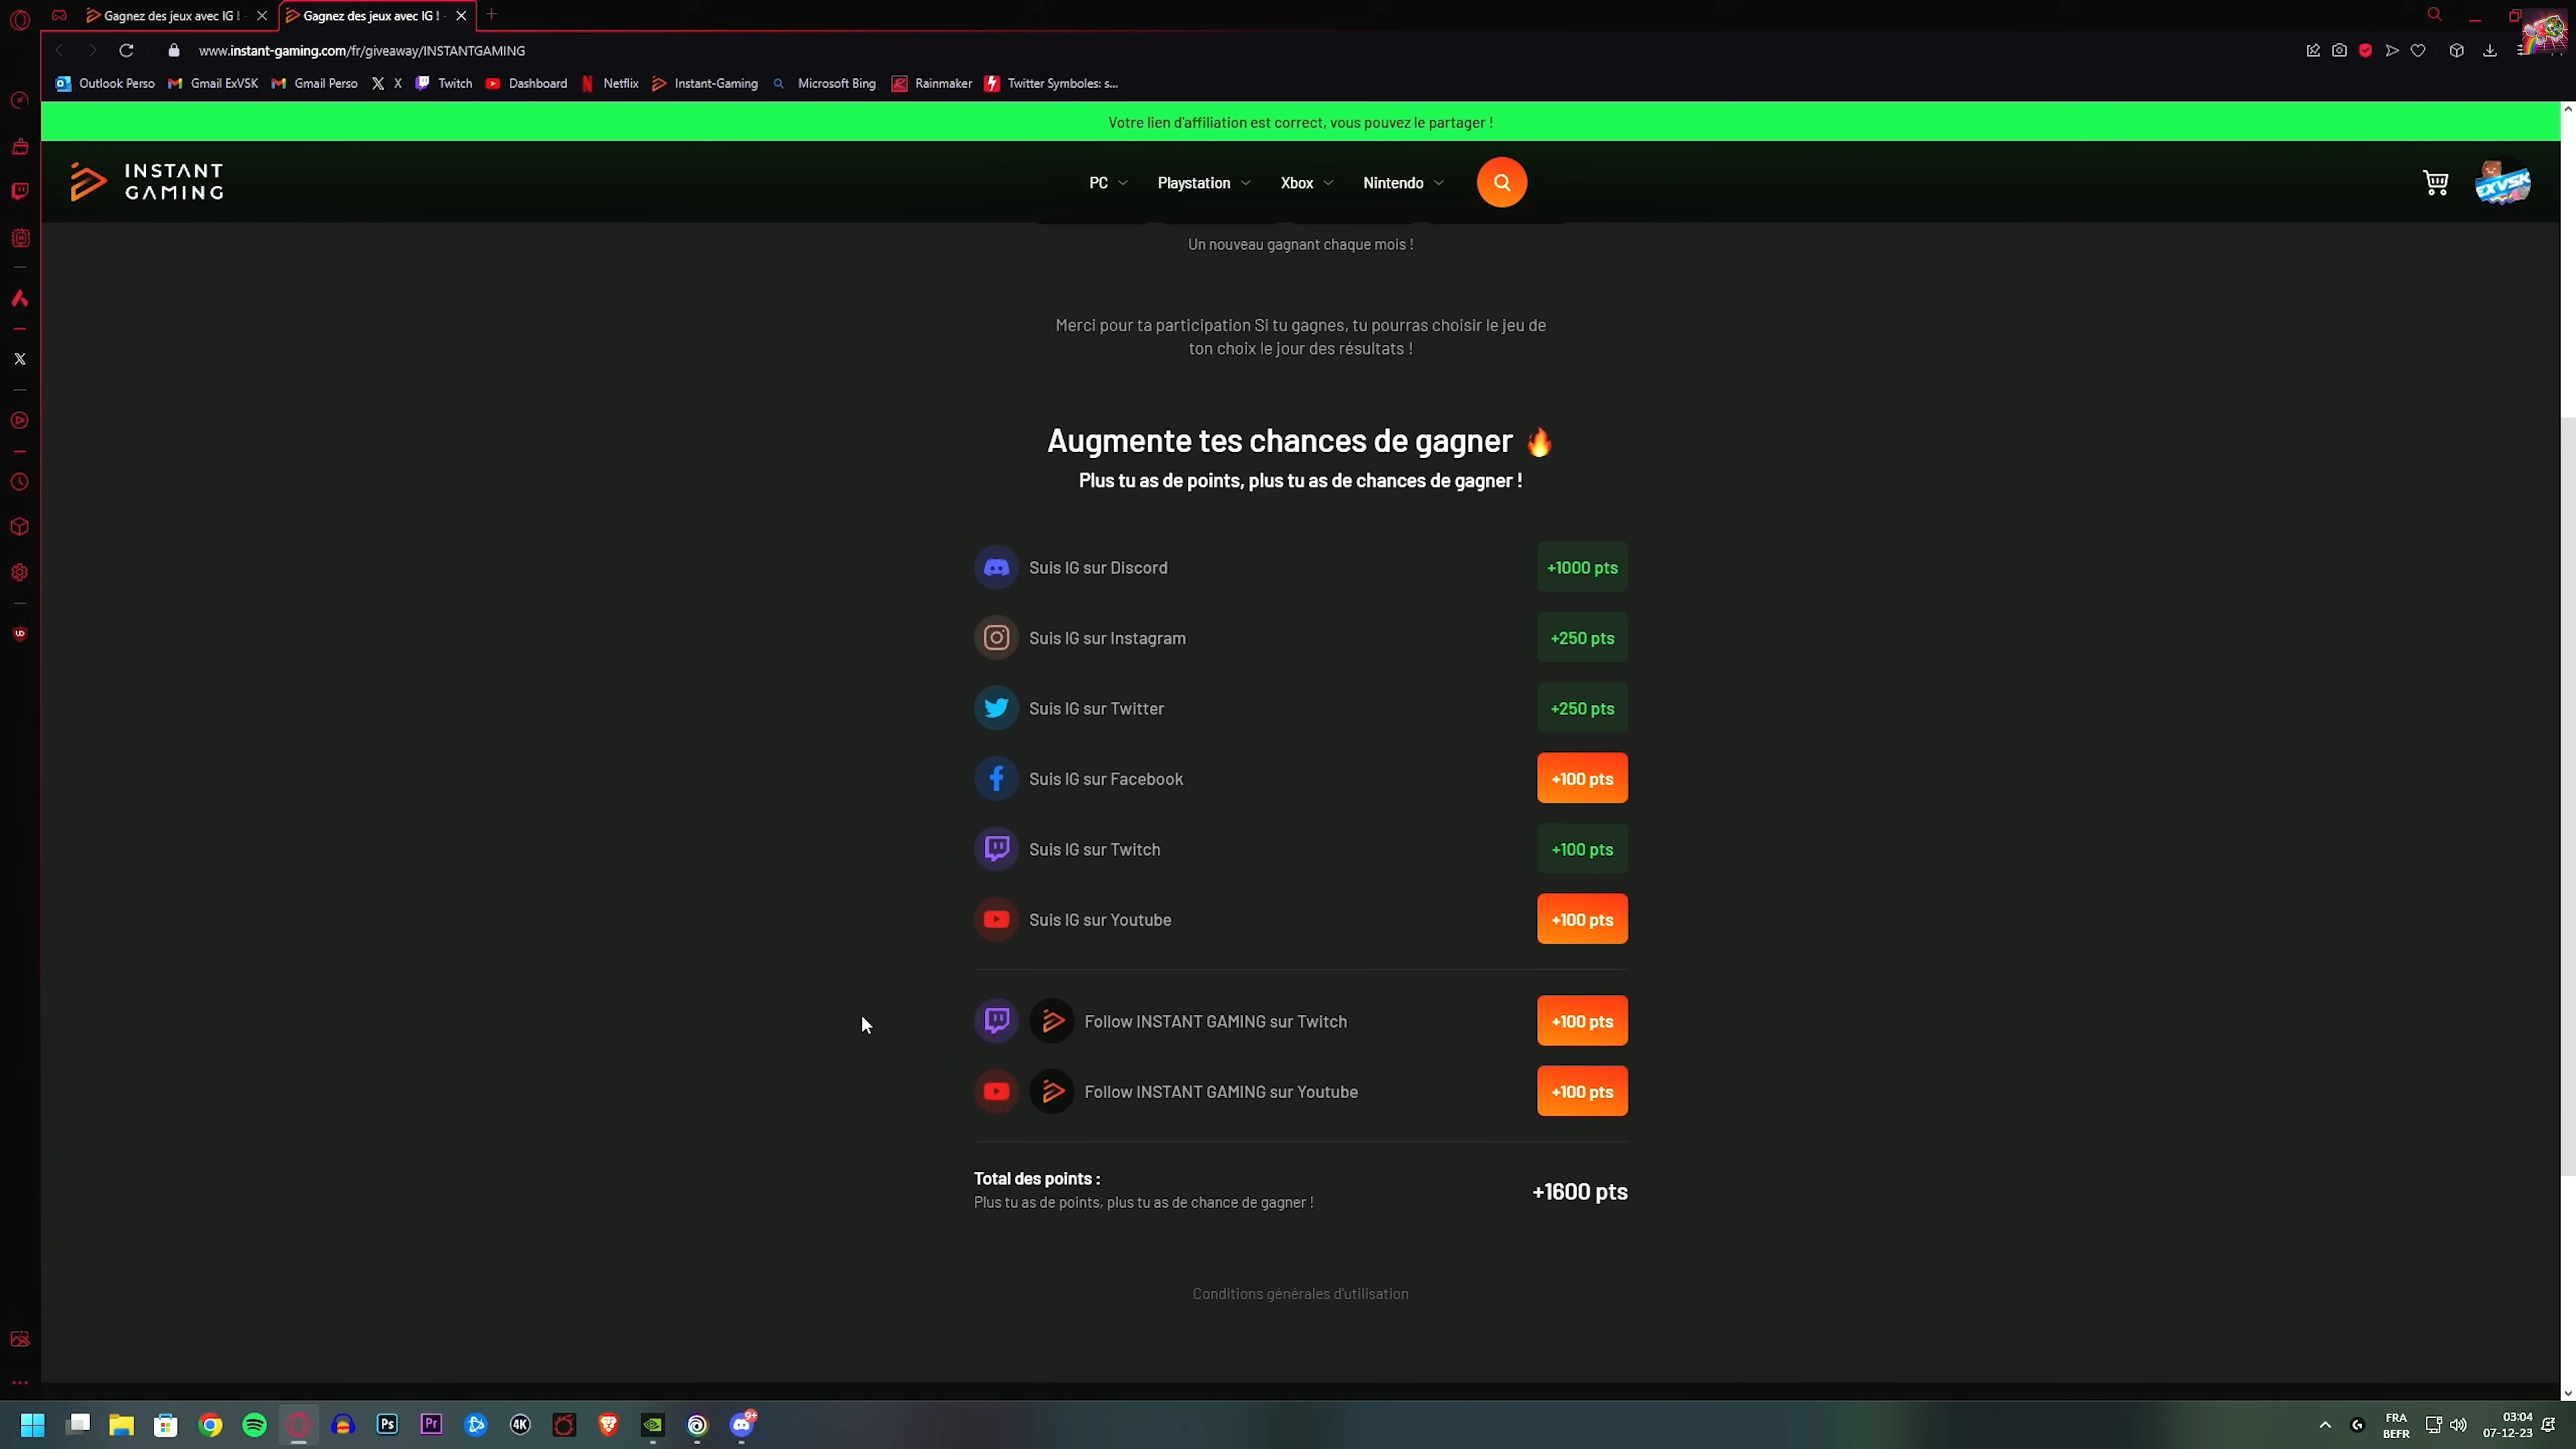 Gagnez des jeux avec IG ! -
Gagnez des jeux avec IG ! -
www.instant-gaming.com/fr/giveaway/INSTANTGAMING
Outlook Perso
Gmail ExVSK
Gmail Perso
X
Twitch
Dashboard
Netflix
Instant-Gaming
Microsoft Bing
Rainmaker
Twitter Symboles: s...
Votre lien d'affiliation est correct, vous pouvez le partager !
INSTANT
GAMING
PC
Playstation
Xbox
Nintendo
EXVSK
Un nouveau gagnant chaque mois !
Merci pour ta participation Si tu gagnes, tu pourras choisir le jeu de
ton choix le jour des résultats !
Augmente tes chances de gagner 🔥
Plus tu as de points, plus tu as de chances de gagner !
Suis IG sur Discord
+1000 pts
Suis IG sur Instagram
+250 pts
Suis IG sur Twitter
+250 pts
Suis IG sur Facebook
+100 pts
Suis IG sur Twitch
+100 pts
Suis IG sur Youtube
+100 pts
Follow INSTANT GAMING sur Twitch
+100 pts
Follow INSTANT GAMING sur Youtube
+100 pts
Total des points :
+1600 pts
Plus tu as de points, plus tu as de chance de gagner !
Conditions générales d'utilisation
Ps
Pr
4K
9+
FRA
BEFR
03:04
07-12-23